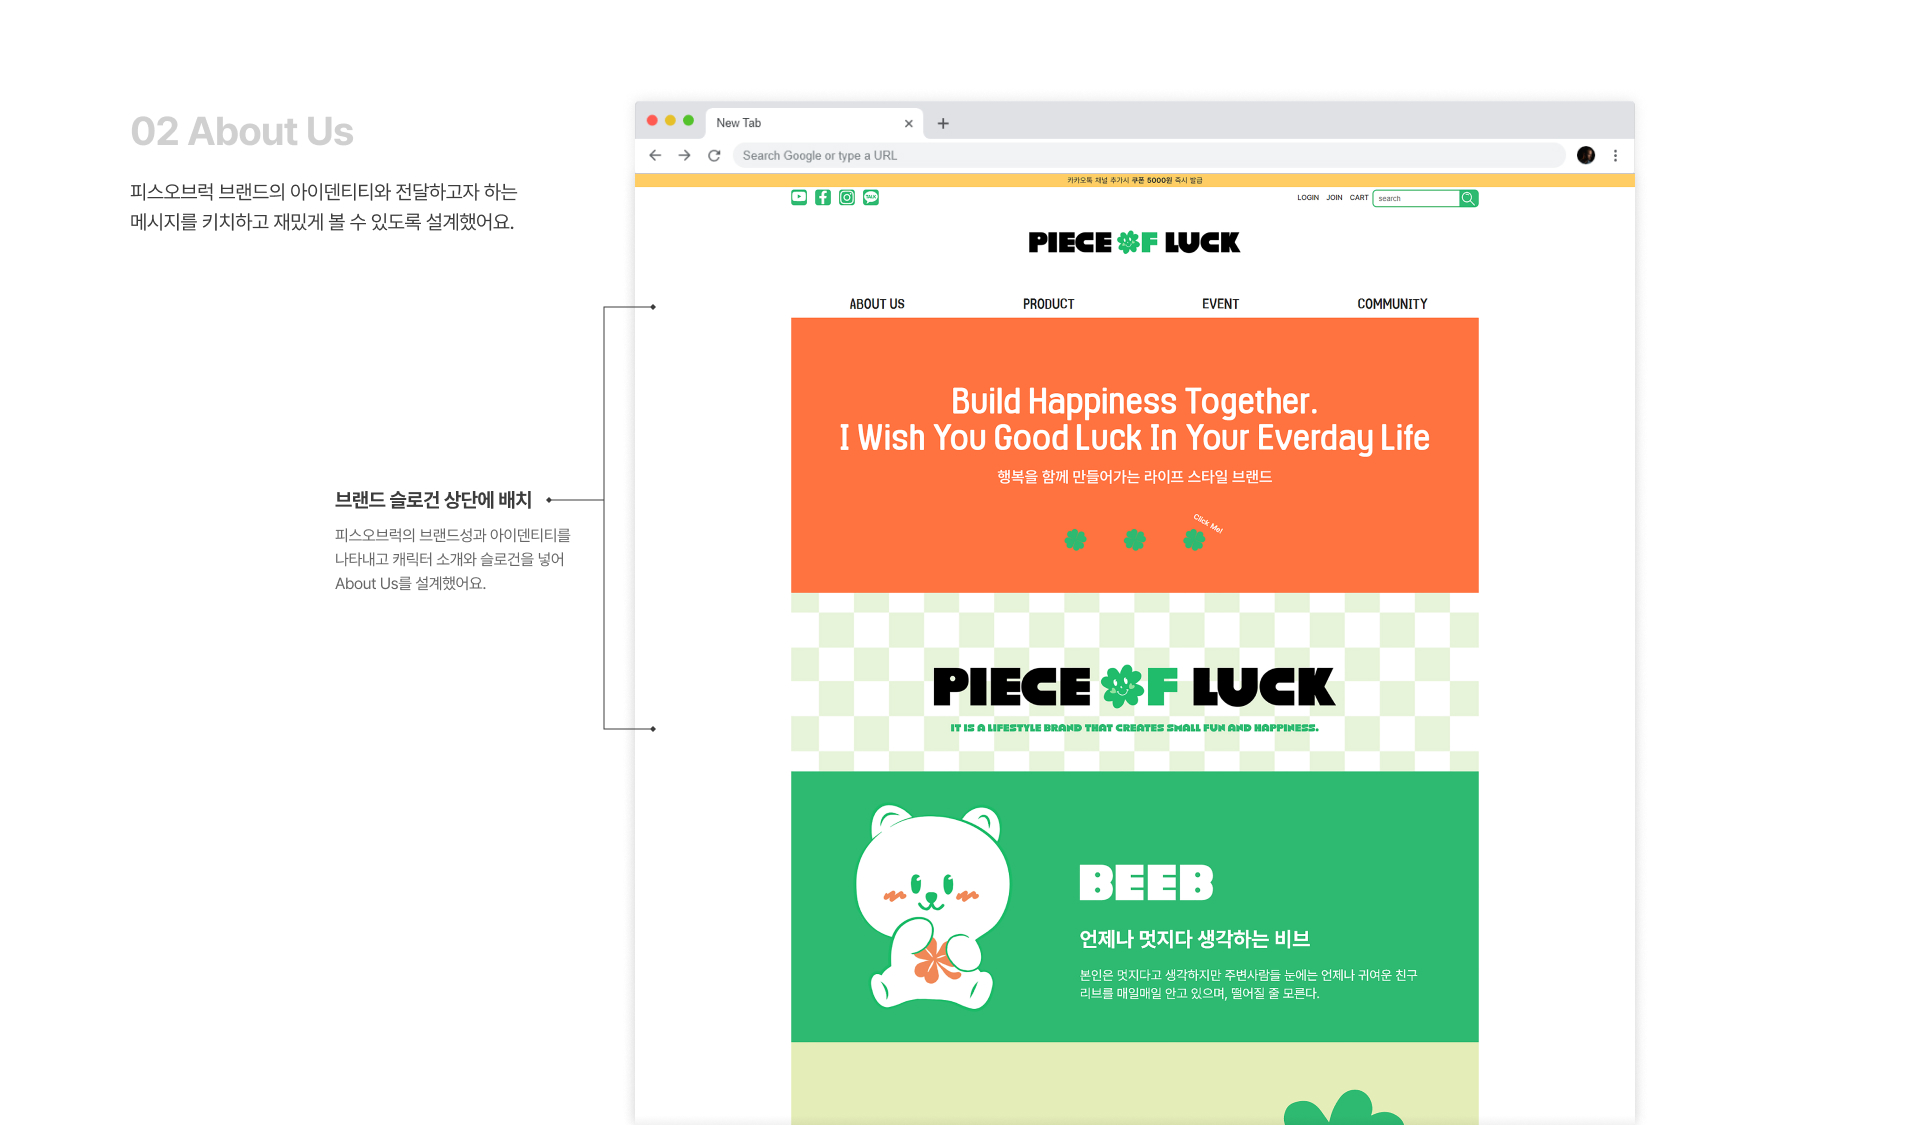 02 About Us
피스오브럭 브랜드의 아이덴티티와 전달하고자 하는
메시지를 키치하고 재밌게 볼 수 있도록 설계했어요.
브랜드 슬로건 상단에 배치
피스오브럭의 브랜드성과 아이덴티티를
나타내고 캐릭터 소개와 슬로건을 넣어
About Us를 설계했어요.
New Tab
Search Google or type a URL
카카오톡 채널 추가시 쿠폰 5000원 즉시 발급
TALK
LOGIN JOIN CART search
PIECE OF LUCK
ABOUT US PRODUCT EVENT COMMUNITY
Build Happiness Together.
I Wish You Good Luck In Your Everday Life
행복을 함께 만들어가는 라이프 스타일 브랜드
Click Me!
PIECE OF LUCK
IT IS A LIFESTYLE BRAND THAT CREATES SMALL FUN AND HAPPINESS.
BEEB
언제나 멋지다 생각하는 비브
본인은 멋지다고 생각하지만 주변사람들 눈에는 언제나 귀여운 친구
리브를 매일매일 안고 있으며, 떨어질 줄 모른다.